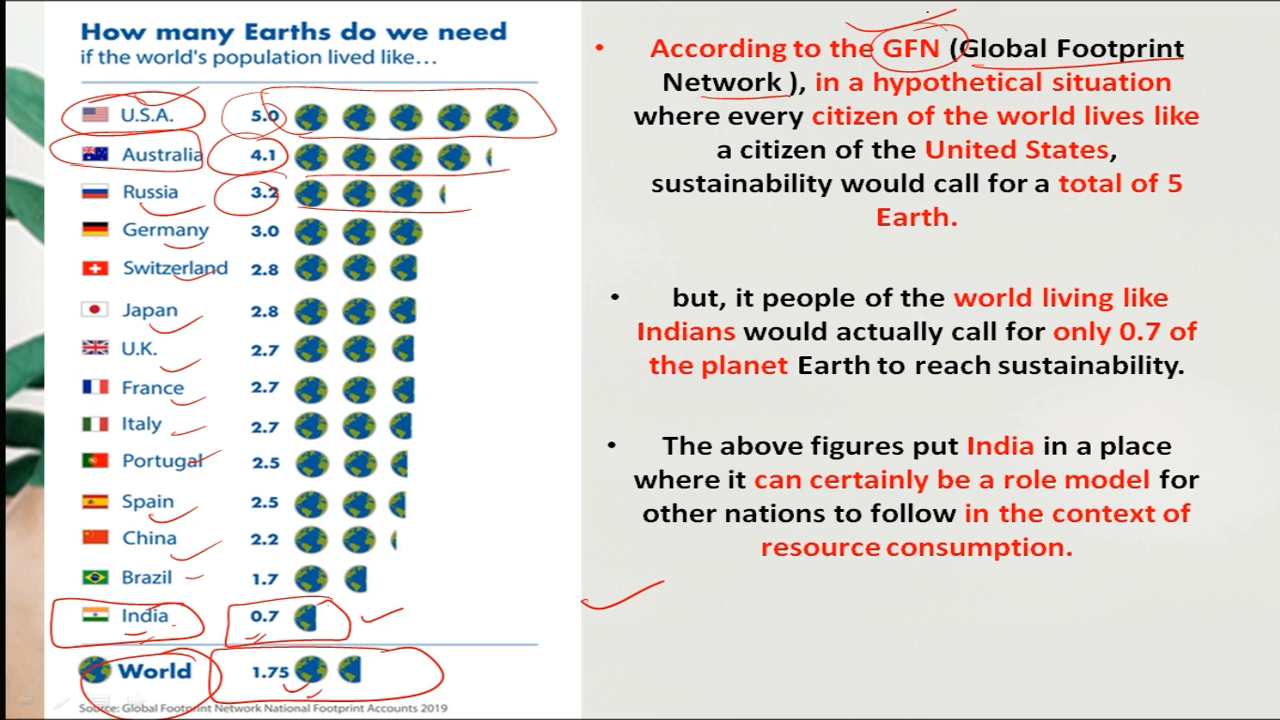 How many Earths do we need
if the world's population lived like...
U.S.A. 5.0
Australia 4.1
Russia 3.2
Germany 3.0
Switzerland 2.8
Japan 2.8
U.K. 2.7
France 2.7
Italy 2.7
Portugal 2.5
Spain 2.5
China 2.2
Brazil 1.7
India 0.7
World 1.75
Source: Global Footprint Network National Footprint Accounts 2019
• According to the GFN (Global Footprint
Network ), in a hypothetical situation
where every citizen of the world lives like
a citizen of the United States,
sustainability would call for a total of 5
Earth.
• but, it people of the world living like
Indians would actually call for only 0.7 of
the planet Earth to reach sustainability.
• The above figures put India in a place
where it can certainly be a role model for
other nations to follow in the context of
resource consumption.